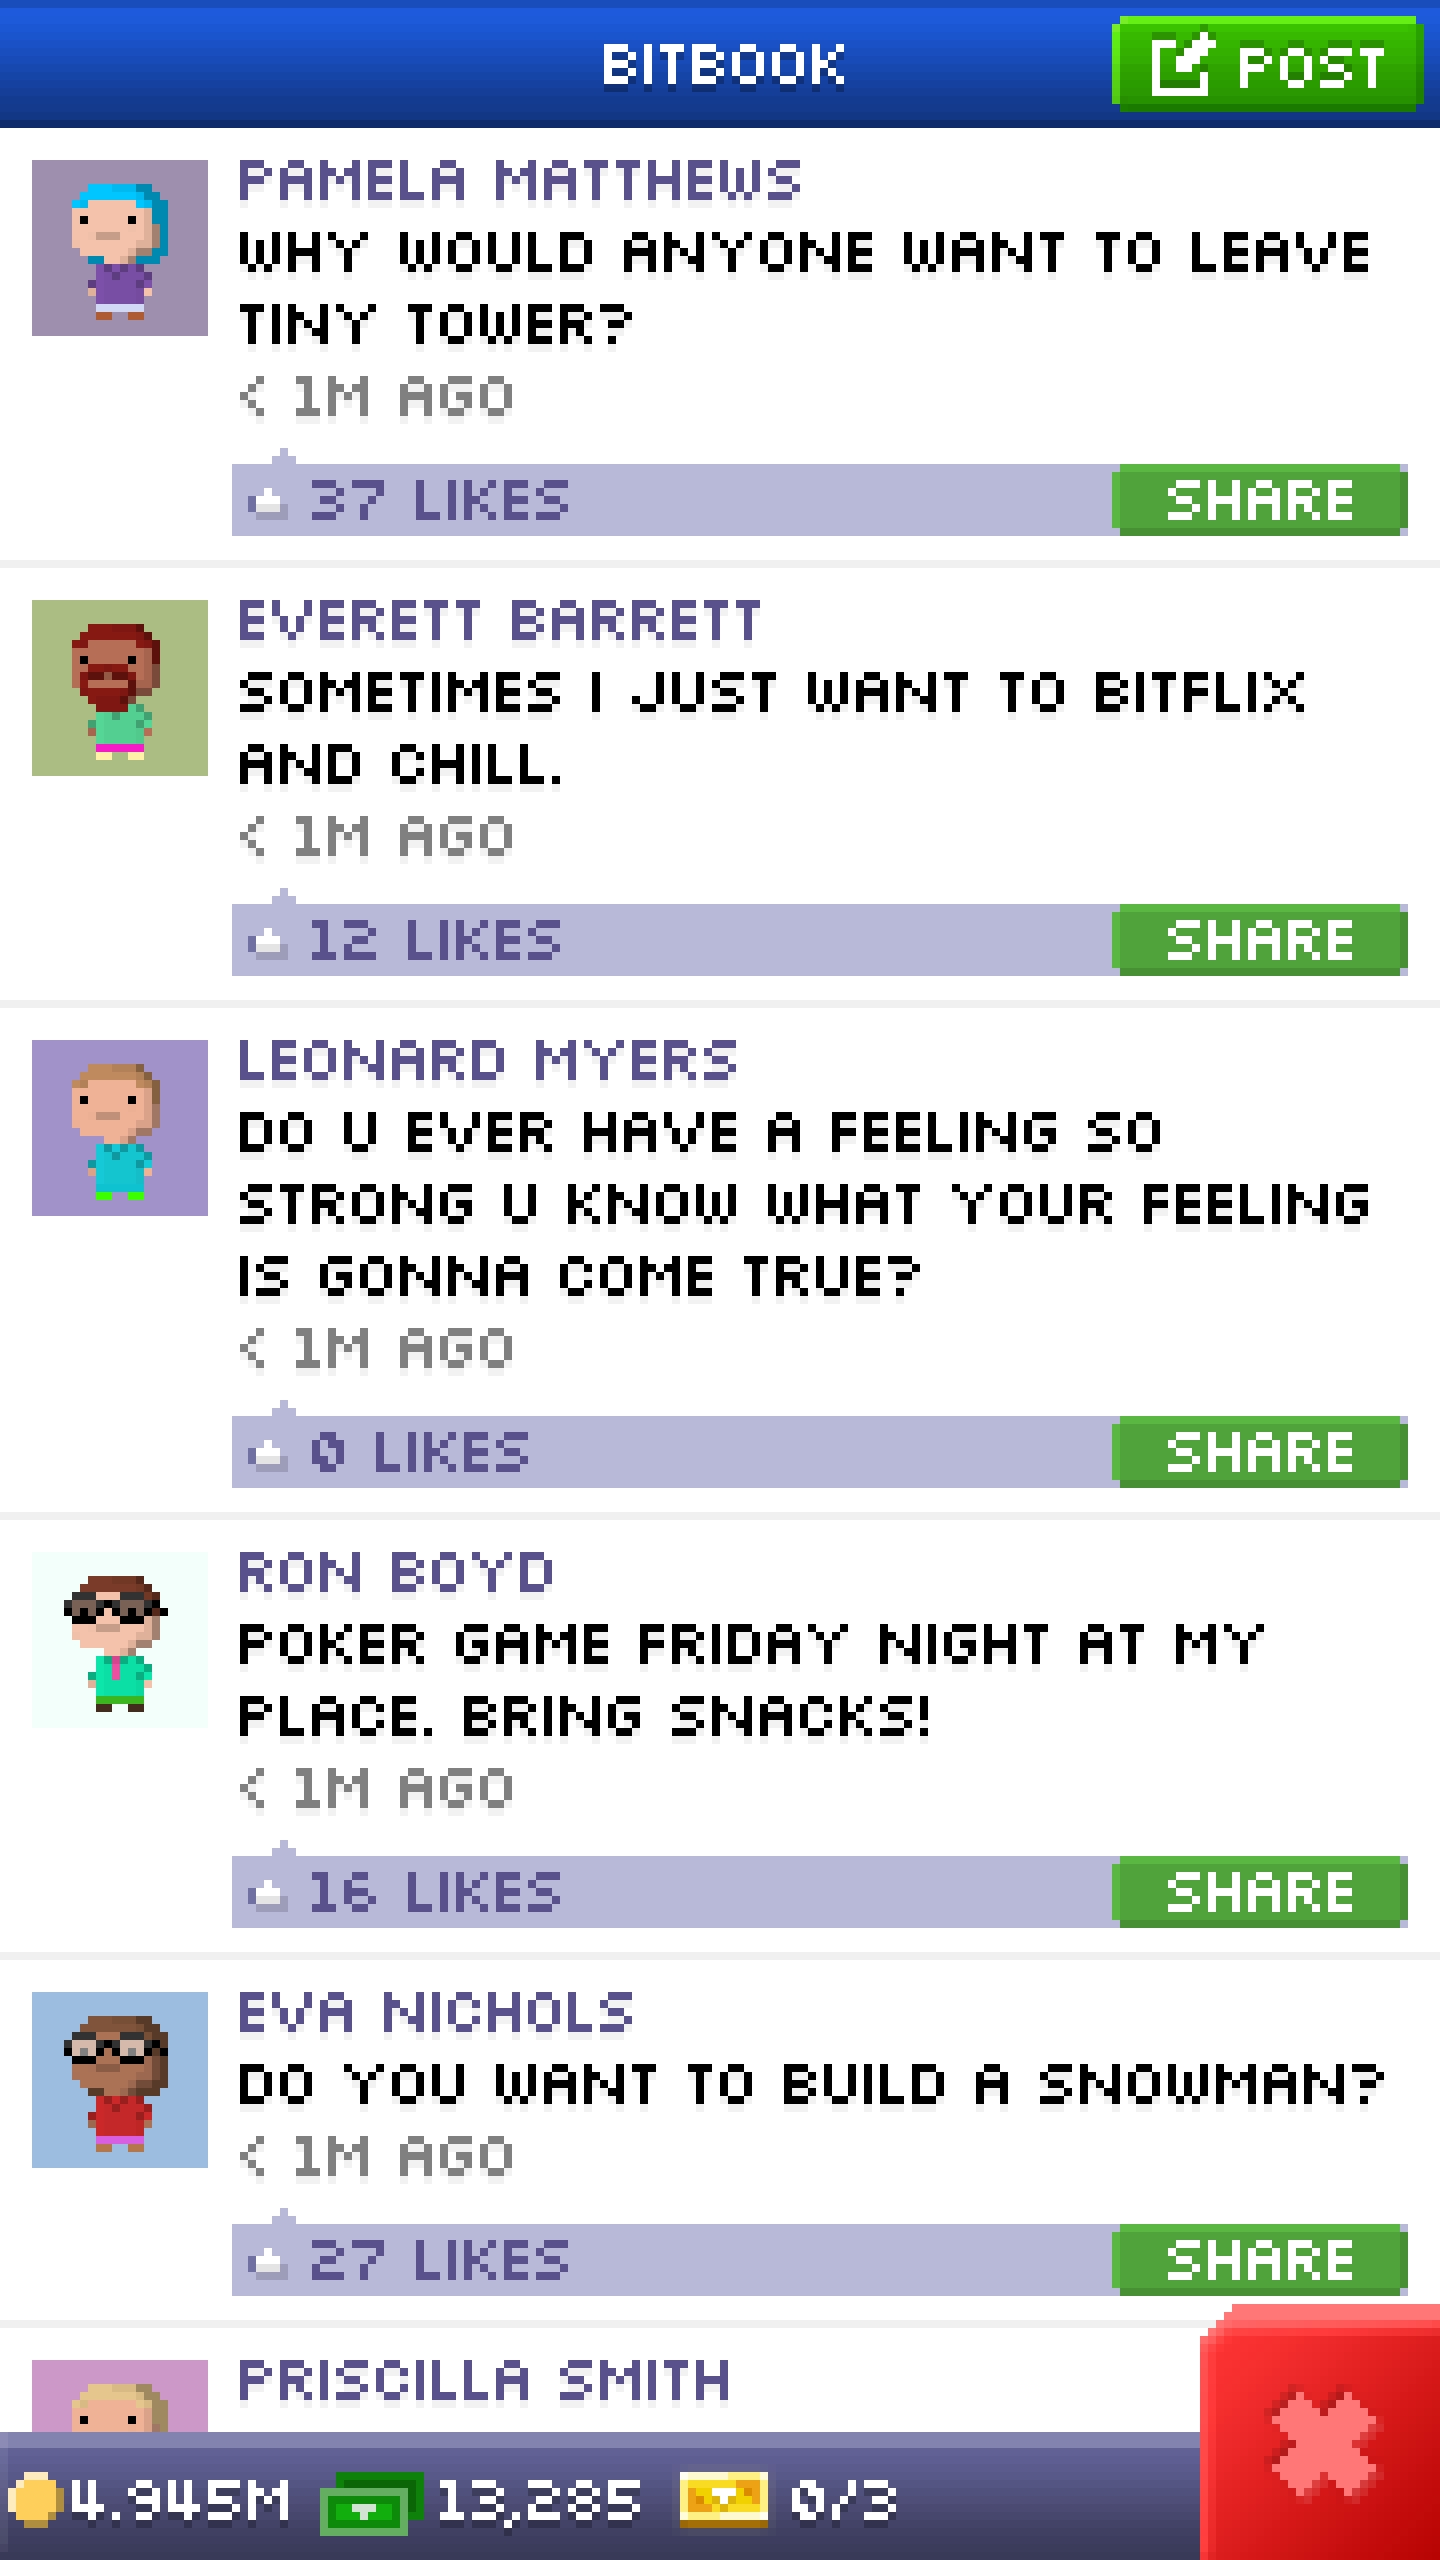 BITBOOK
POST
PAMELA MATTHEWS
WHY WOULD ANYONE WANT TO LEAVE
TINY TOWER?
< 1M AGO
37 LIKES
SHARE
EVERETT BARRETT
SOMETIMES I JUST WANT TO BITFLIX
AND CHILL.
< 1M AGO
12 LIKES
SHARE
LEONARD MYERS
DO U EVER HAVE A FEELING SO
STRONG U KNOW WHAT YOUR FEELING
IS GONNA COME TRUE?
< 1M AGO
0 LIKES
SHARE
RON BOYD
POKER GAME FRIDAY NIGHT AT MY
PLACE. BRING SNACKS!
< 1M AGO
16 LIKES
SHARE
EVA NICHOLS
DO YOU WANT TO BUILD A SNOWMAN?
< 1M AGO
27 LIKES
SHARE
PRISCILLA SMITH
4.945M 13,285 0/3